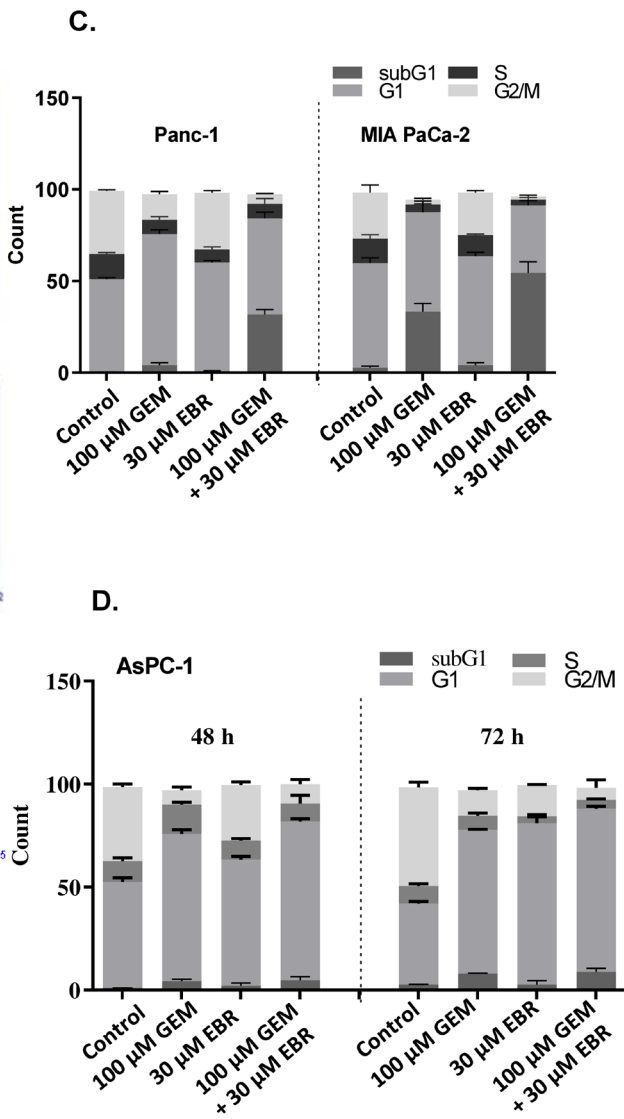 C.
subG1 S
G1 G2/M
150
Panc-1 MIA PaCa-2
100
Count
50
0
Control
100 μM GEM
30 μM EBR
100 μM GEM
+ 30 μM EBR
Control
100 μM GEM
30 μM EBR
100 μM GEM
+ 30 μM EBR
D.
AsPC-1
subG1 S
G1 G2/M
150
48 h 72 h
100
Count
50
0
Control
100 μM GEM
30 μM EBR
100 μM GEM
+ 30 μM EBR
Control
100 μM GEM
30 μM EBR
100 μM GEM
+ 30 μM EBR